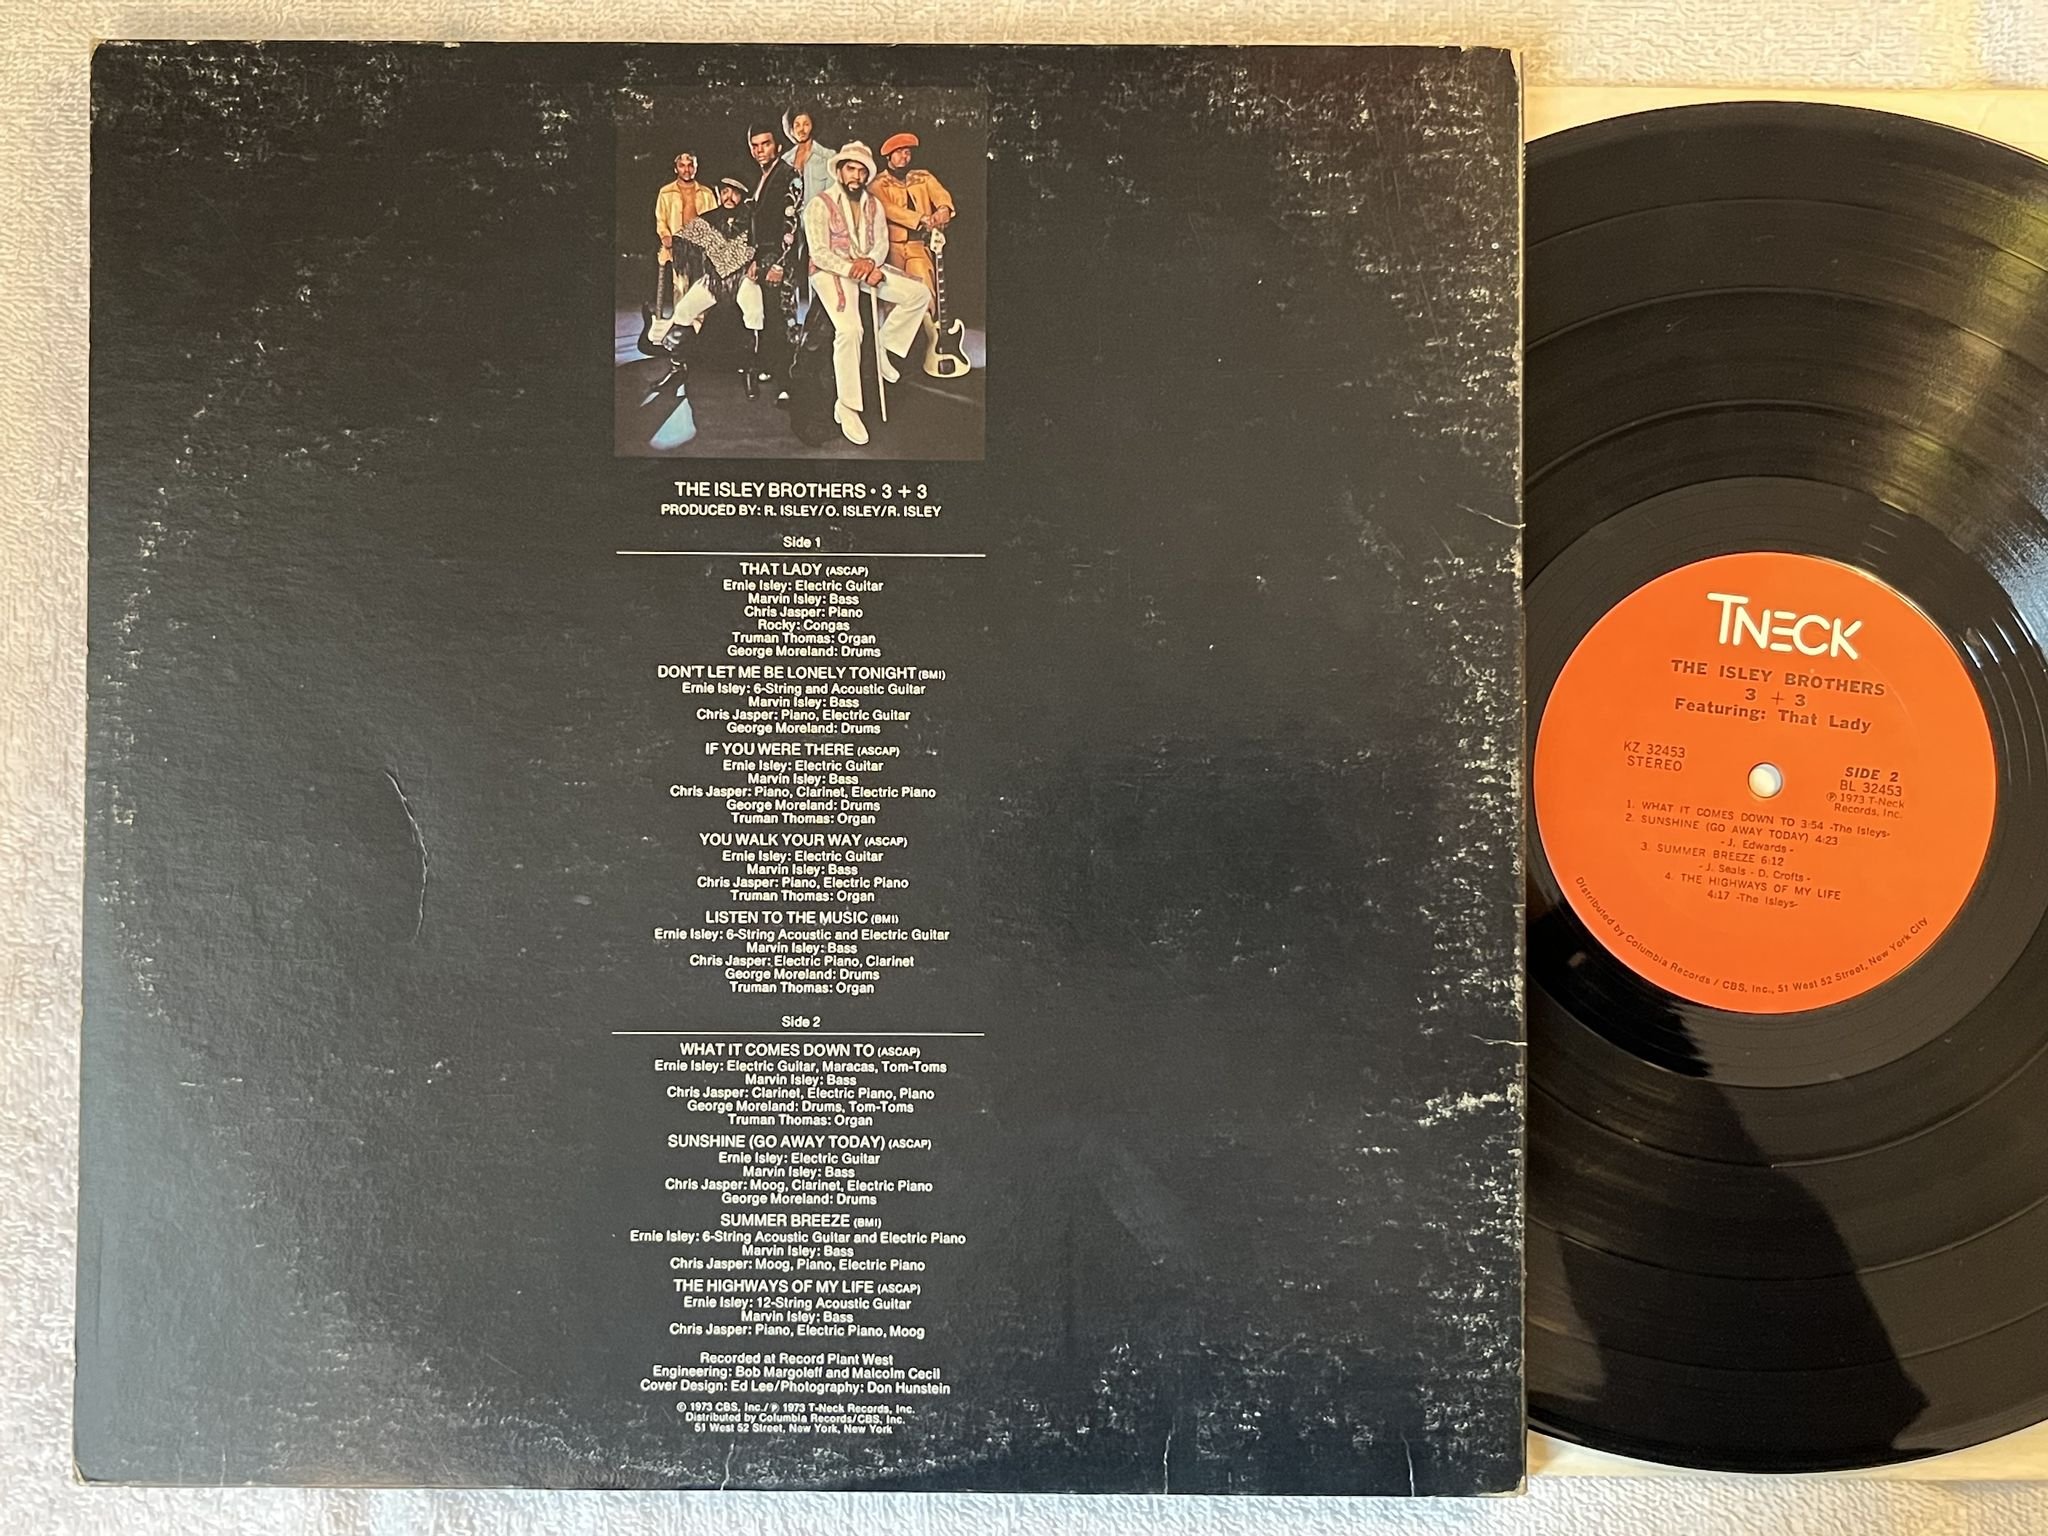 THE ISLEY BROTHERS • 3 + 3
PRODUCED BY: R. ISLEY/O. ISLEY/R. ISLEY
Side 1
THAT LADY (ASCAP)
Ernie Isley: Electric Guitar
Marvin Isley: Bass
Chris Jasper: Piano
Rocky: Congas
Truman Thomas: Organ
George Moreland: Drums
DON'T LET ME BE LONELY TONIGHT (BMI)
Ernie Isley: 6-String and Acoustic Guitar
Marvin Isley: Bass
Chris Jasper: Piano, Electric Guitar
George Moreland: Drums
IF YOU WERE THERE (ASCAP)
Ernie Isley: Electric Guitar
Marvin Isley: Bass
Chris Jasper: Piano, Clarinet, Electric Piano
George Moreland: Drums
Truman Thomas: Organ
YOU WALK YOUR WAY (ASCAP)
Ernie Isley: Electric Guitar
Marvin Isley: Bass
Chris Jasper: Piano, Electric Piano
Truman Thomas: Organ
LISTEN TO THE MUSIC (BMI)
Ernie Isley: 6-String Acoustic and Electric Guitar
Marvin Isley: Bass
Chris Jasper: Electric Piano, Clarinet
George Moreland: Drums
Truman Thomas: Organ
Side 2
WHAT IT COMES DOWN TO (ASCAP)
Ernie Isley: Electric Guitar, Maracas, Tom-Toms
Marvin Isley: Bass
Chris Jasper: Clarinet, Electric Piano, Piano
George Moreland: Drums, Tom-Toms
Truman Thomas: Organ
SUNSHINE (GO AWAY TODAY) (ASCAP)
Ernie Isley: Electric Guitar
Marvin Isley: Bass
Chris Jasper: Moog, Clarinet, Electric Piano
George Moreland: Drums
SUMMER BREEZE (BMI)
Ernie Isley: 6-String Acoustic Guitar and Electric Piano
Marvin Isley: Bass
Chris Jasper: Moog, Piano, Electric Piano
THE HIGHWAYS OF MY LIFE (ASCAP)
Ernie Isley: 12-String Acoustic Guitar
Marvin Isley: Bass
Chris Jasper: Piano, Electric Piano, Moog
Recorded at Record Plant West
Engineering: Bob Margoleff and Malcolm Cecil
Cover Design: Ed Lee/Photography: Don Hunstein
© 1973 CBS, Inc./℗ 1973 T-Neck Records, Inc.
Distributed by Columbia Records/CBS, Inc.
51 West 52 Street, New York, New York
TNECK
THE ISLEY BROTHERS
3 + 3
Featuring: That Lady
KZ 32453
STEREO
SIDE 2
BL 32453
℗ 1973 T-Neck
Records, Inc.
1. WHAT IT COMES DOWN TO 3:54 -The Isleys-
2. SUNSHINE (GO AWAY TODAY) 4:23
- J. Edwards -
3. SUMMER BREEZE 6:12
- J. Seals - D. Crofts -
4. THE HIGHWAYS OF MY LIFE
4:17 -The Isleys-
Distributed by Columbia Records / CBS, Inc., 51 West 52 Street, New York City